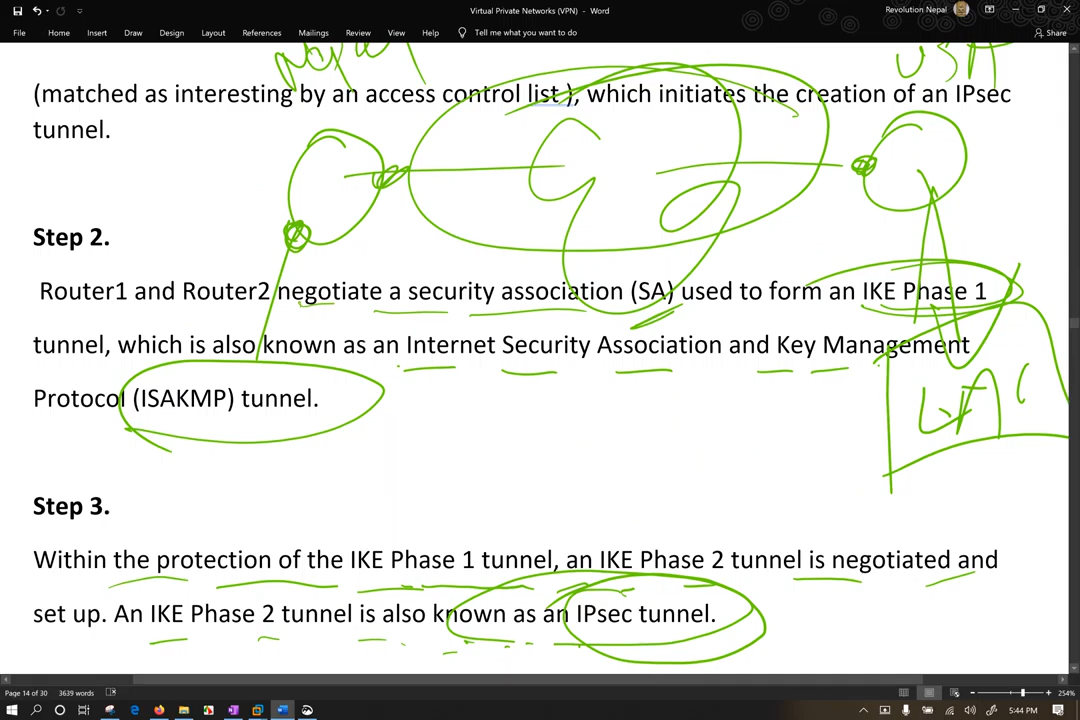 Virtual Private Networks (VPN) - Word
Revolution Nepal
File Home Insert Draw Design Layout References Mailings Review View Help Tell me what you want to do
Share
Nepal
USA
(matched as interesting by an access control list ), which initiates the creation of an IPsec
tunnel.
Step 2.
Router1 and Router2 negotiate a security association (SA) used to form an IKE Phase 1
tunnel, which is also known as an Internet Security Association and Key Management
Protocol (ISAKMP) tunnel.
Step 3.
Within the protection of the IKE Phase 1 tunnel, an IKE Phase 2 tunnel is negotiated and
set up. An IKE Phase 2 tunnel is also known as an IPsec tunnel.
Page 14 of 30 3639 words
254%
5:44 PM